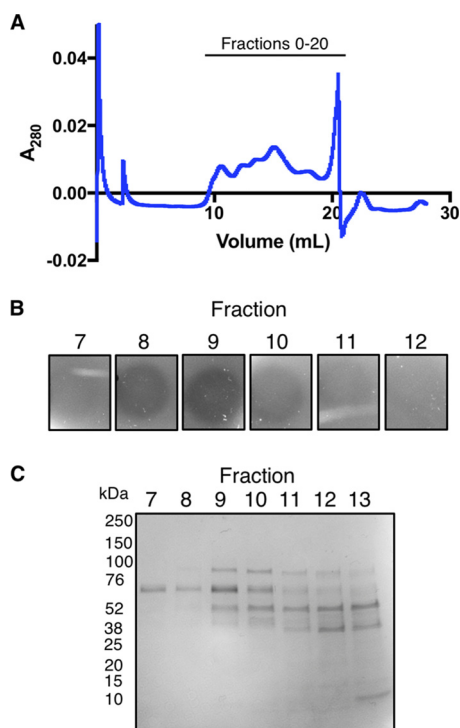 A
Fractions 0-20
0.04
0.02
0.00
-0.02
A280
10
20
30
Volume (mL)
B
Fraction
7 8 9 10 11 12
C
Fraction
kDa
7 8 9 10 11 12 13
250
150
100
76
52
38
25
20
15
10